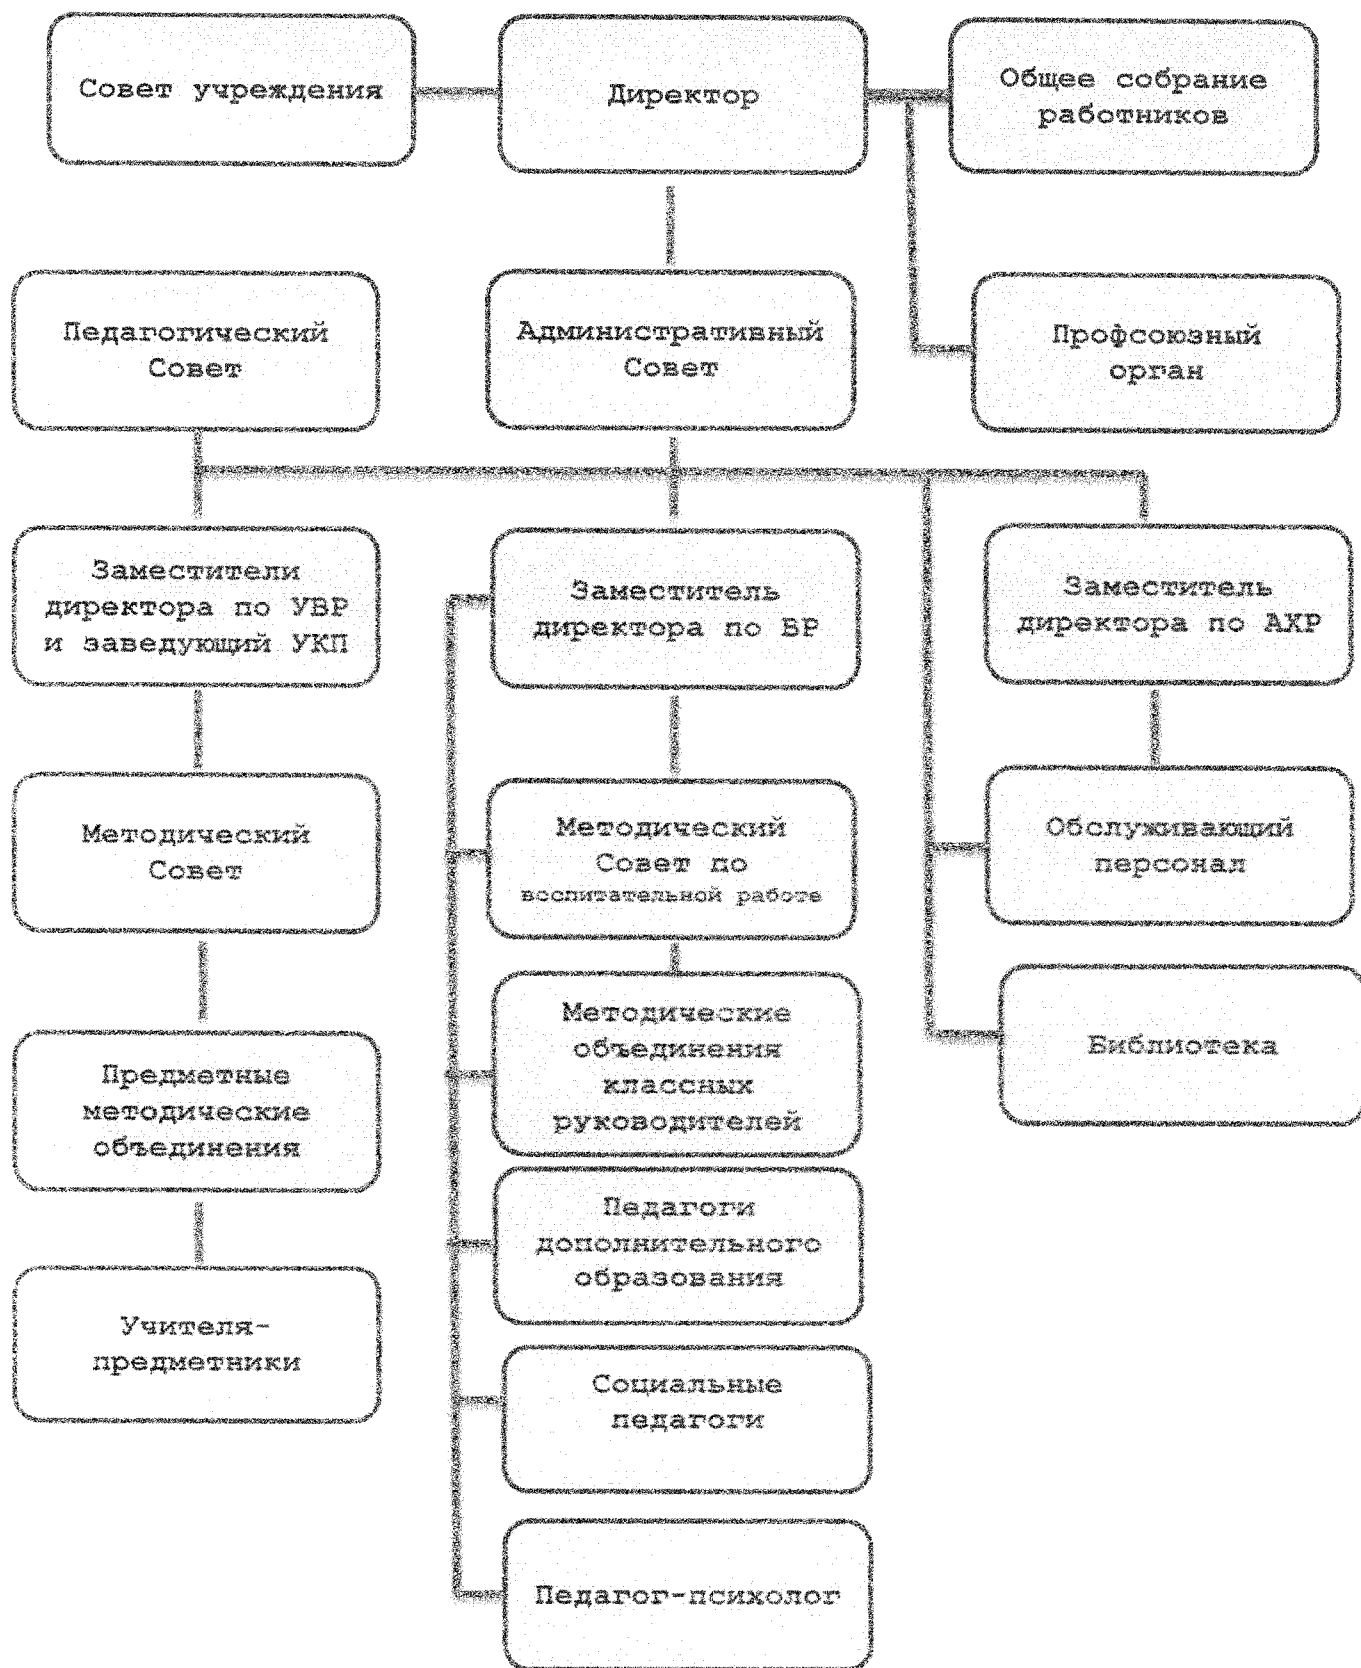 Совет учреждения
Директор
Общее собрание
работников
Педагогический
Совет
Административный
Совет
Профсоюзный
орган
Заместители
директора по УВР
и заведующий УКП
Заместитель
директора по ВР
Заместитель
директора по АХР
Методический
Совет
Методический
Совет по
воспитательной работе
Обслуживающий
персонал
Методические
объединения
классных
руководителей
Библиотека
Предметные
методические
объединения
Педагоги
дополнительного
образования
Учителя-
предметники
Социальные
педагоги
Педагог-психолог